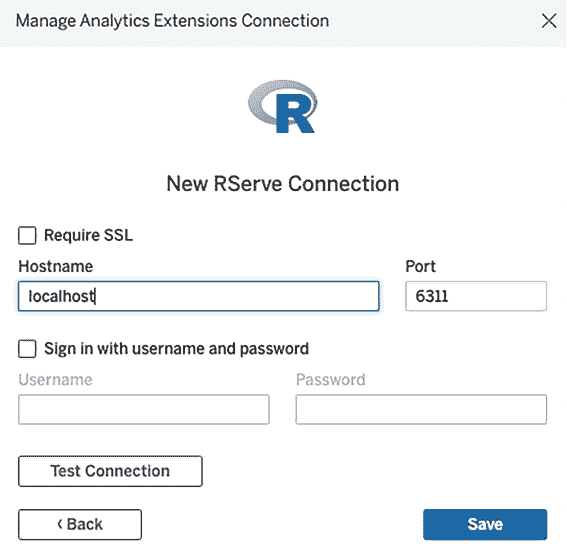 Manage Analytics Extensions Connection
R
New RServe Connection
Require SSL
Hostname Port
localhost 6311
Sign in with username and password
Username Password
Test Connection
‹ Back Save